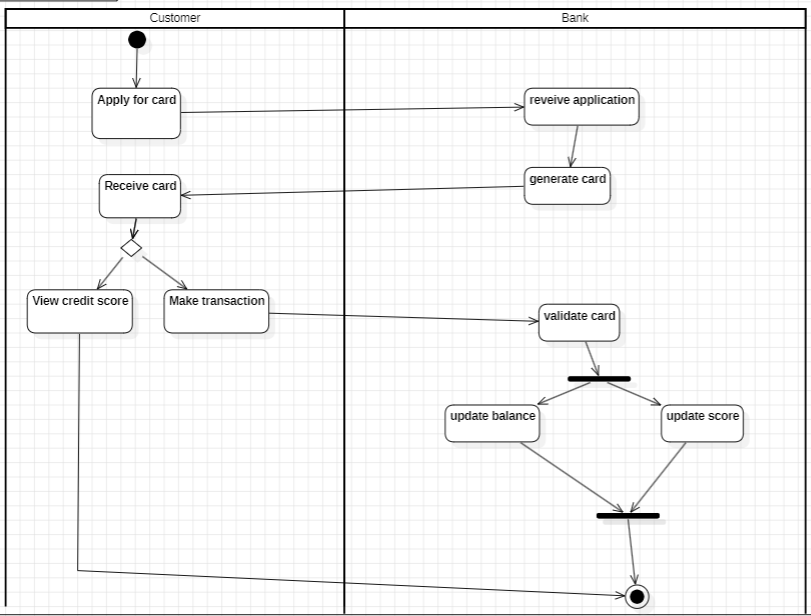 Customer
Bank
Apply for card
reveive application
Receive card
generate card
View credit score
Make transaction
validate card
update balance
update score